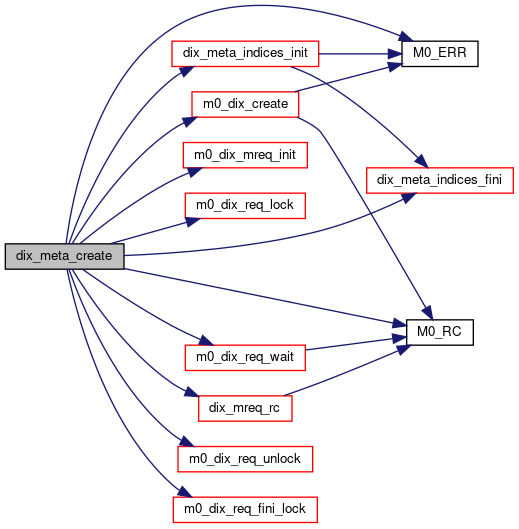 dix_meta_create
dix_meta_indices_init
m0_dix_create
m0_dix_mreq_init
m0_dix_req_lock
m0_dix_req_wait
dix_mreq_rc
m0_dix_req_unlock
m0_dix_req_fini_lock
M0_ERR
dix_meta_indices_fini
M0_RC